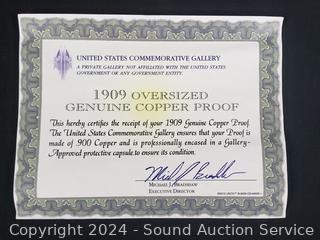 UNITED STATES COMMEMORATIVE GALLERY
A PRIVATE GALLERY NOT AFFILIATED WITH THE UNITED STATES
GOVERNMENT OR ANY GOVERNMENT ENTITY.
1909 OVERSIZED
GENUINE COPPER PROOF
This hereby certifies the receipt of your 1909 Genuine Copper Proof.
The United States Commemorative Gallery ensures that your Proof is
made of .900 Copper and is professionally encased in a Gallery-
Approved protective capsule to ensure its condition.
MICHAEL J. BRADSHAW
EXECUTIVE DIRECTOR
Copyright 2024 - Sound Auction Service